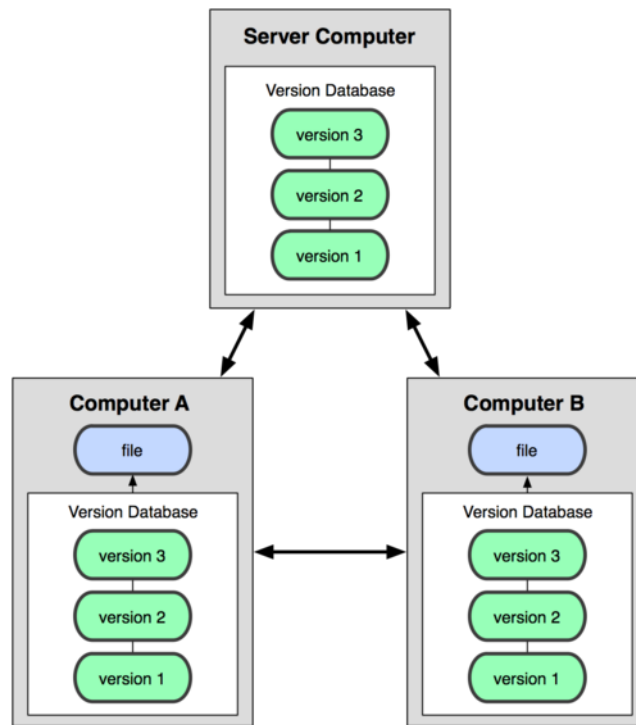 Server Computer
Version Database
version 3
version 2
version 1
Computer A
file
Version Database
version 3
version 2
version 1
Computer B
file
Version Database
version 3
version 2
version 1